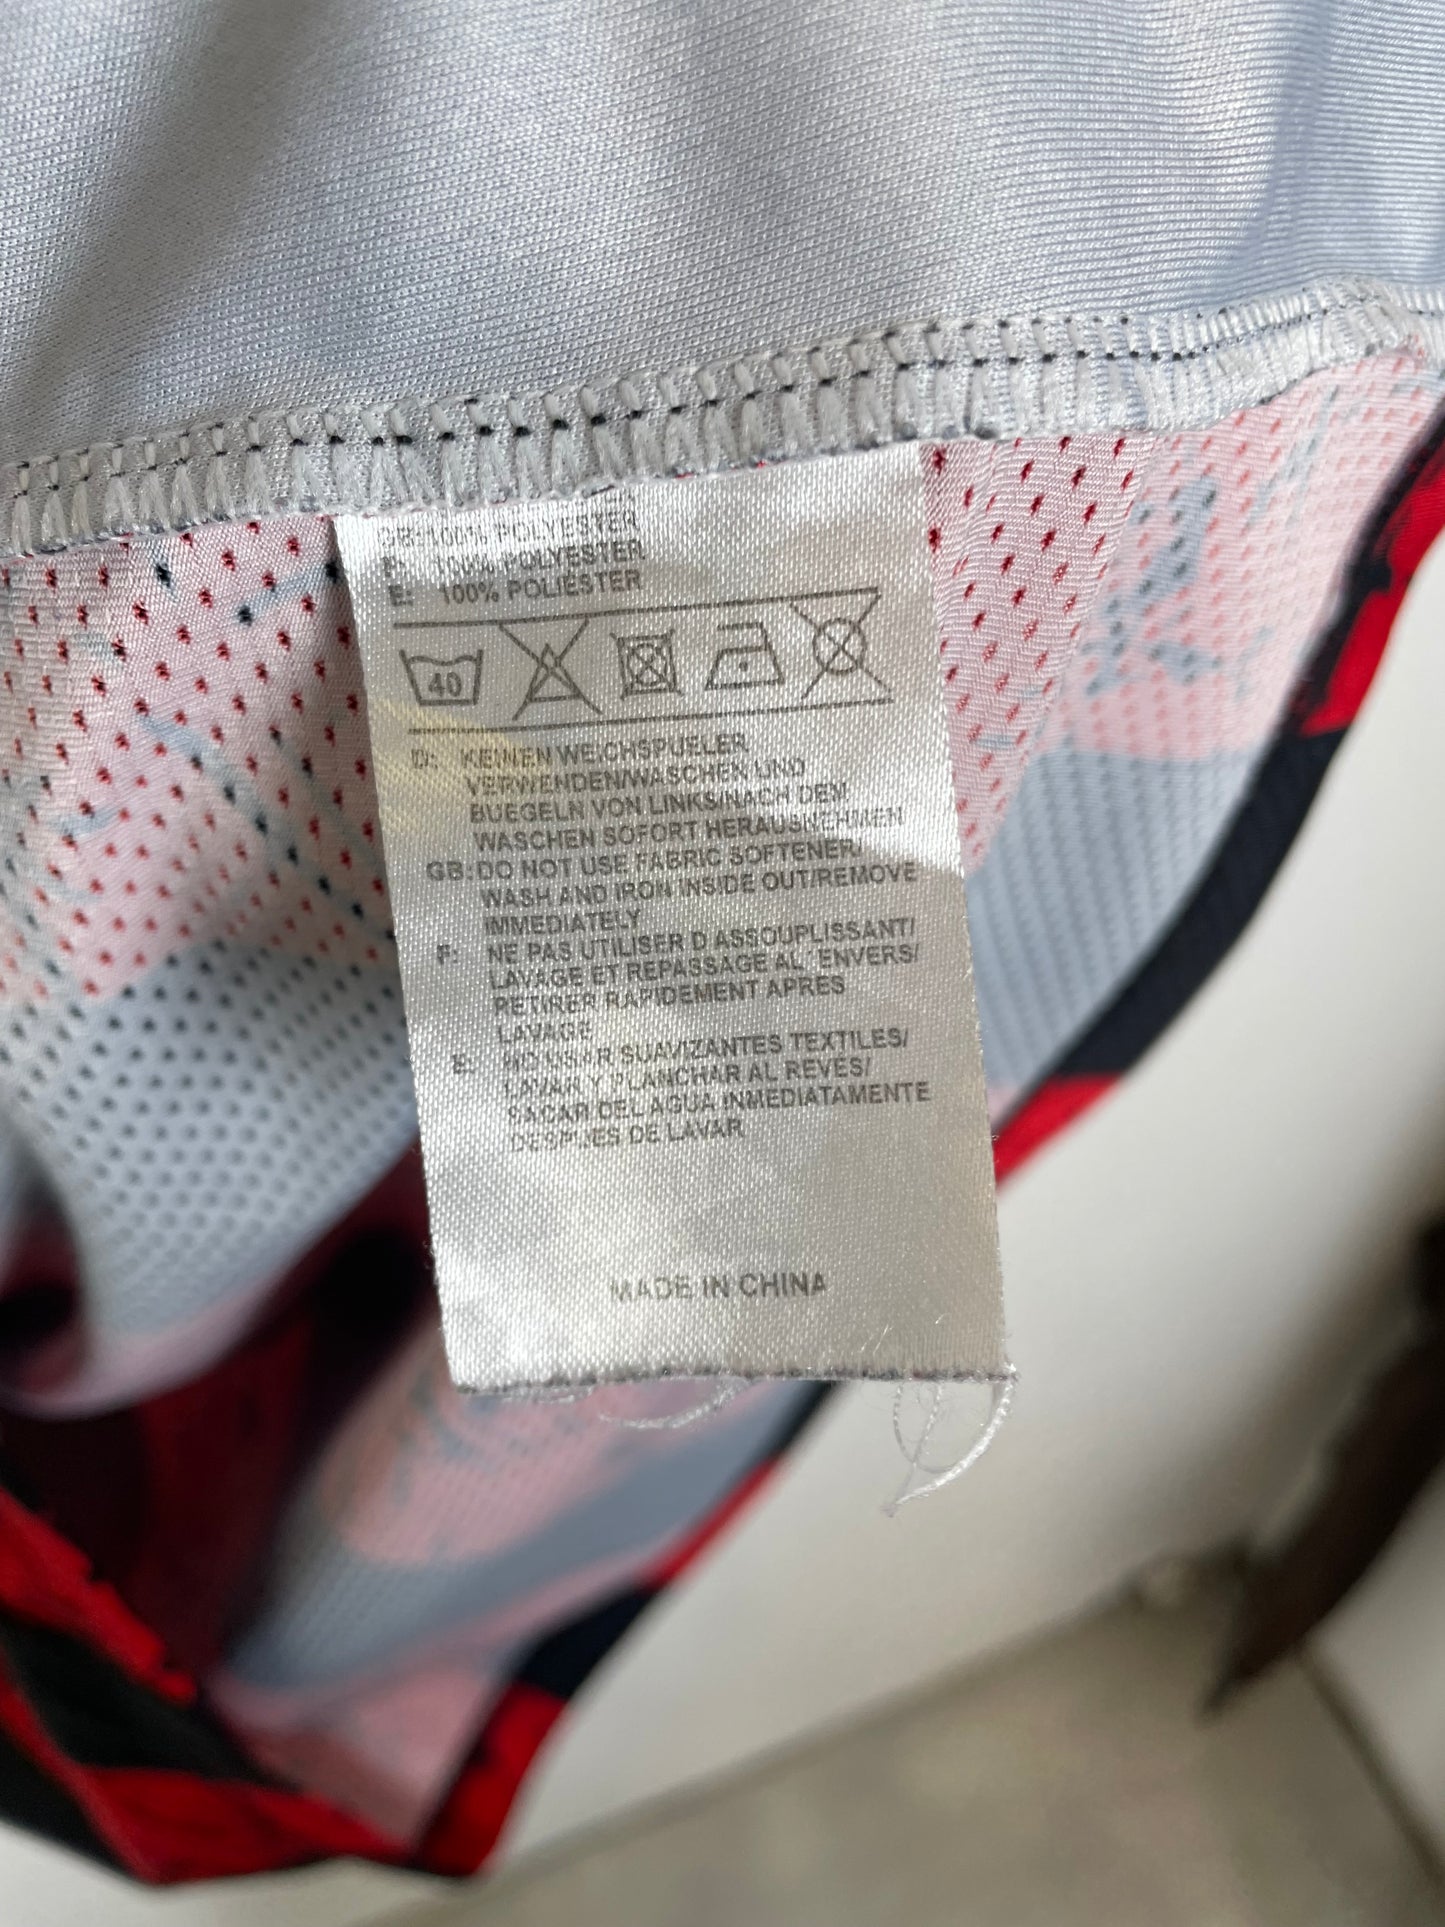 GB: 100% POLYESTER
F: 100% POLYESTER
E: 100% POLIESTER
40
D: KEINEN WEICHSPUELER
VERWENDEN/WASCHEN UND
BUEGELN VON LINKS/NACH DEM
WASCHEN SOFORT HERAUSNEHMEN
GB: DO NOT USE FABRIC SOFTENER/
WASH AND IRON INSIDE OUT/REMOVE
IMMEDIATELY
F: NE PAS UTILISER D ASSOUPLISSANT/
LAVAGE ET REPASSAGE A L´ENVERS/
RETIRER RAPIDEMENT APRES
LAVAGE
E: NO USAR SUAVIZANTES TEXTILES/
LAVAR Y PLANCHAR AL REVES/
SACAR DEL AGUA INMEDIATAMENTE
DESPUES DE LAVAR
MADE IN CHINA